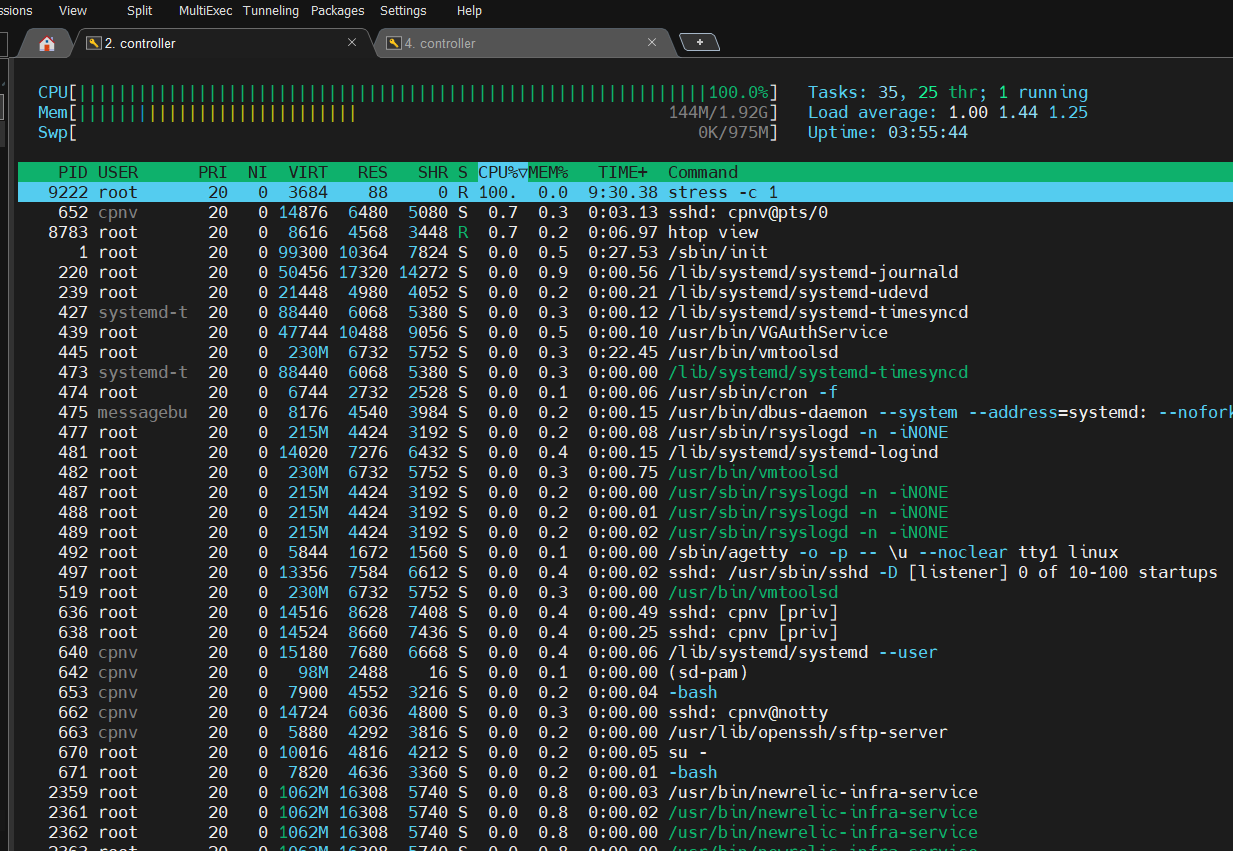 ssions View Split MultiExec Tunneling Packages Settings Help
2. controller × 4. controller × +
CPU[||||||||||||||||||||||||||||||||||||||||||||||||||||||||||||||||100.0%] Tasks: 35, 25 thr; 1 running
Mem[|||||||||||||||||||||||||||| 144M/1.92G] Load average: 1.00 1.44 1.25
Swp[ 0K/975M] Uptime: 03:55:44
PID USER PRI NI VIRT RES SHR S CPU%▽MEM% TIME+ Command
9222 root 20 0 3684 88 0 R 100. 0.0 9:30.38 stress -c 1
652 cpnv 20 0 14876 6480 5080 S 0.7 0.3 0:03.13 sshd: cpnv@pts/0
8783 root 20 0 8616 4568 3448 R 0.7 0.2 0:06.97 htop view
1 root 20 0 99300 10364 7824 S 0.0 0.5 0:27.53 /sbin/init
220 root 20 0 50456 17320 14272 S 0.0 0.9 0:00.56 /lib/systemd/systemd-journald
239 root 20 0 21448 4980 4052 S 0.0 0.2 0:00.21 /lib/systemd/systemd-udevd
427 systemd-t 20 0 88440 6068 5380 S 0.0 0.3 0:00.12 /lib/systemd/systemd-timesyncd
439 root 20 0 47744 10488 9056 S 0.0 0.5 0:00.10 /usr/bin/VGAuthService
445 root 20 0 230M 6732 5752 S 0.0 0.3 0:22.45 /usr/bin/vmtoolsd
473 systemd-t 20 0 88440 6068 5380 S 0.0 0.3 0:00.00 /lib/systemd/systemd-timesyncd
474 root 20 0 6744 2732 2528 S 0.0 0.1 0:00.06 /usr/sbin/cron -f
475 messagebu 20 0 8176 4540 3984 S 0.0 0.2 0:00.15 /usr/bin/dbus-daemon --system --address=systemd: --nofork
477 root 20 0 215M 4424 3192 S 0.0 0.2 0:00.08 /usr/sbin/rsyslogd -n -iNONE
481 root 20 0 14020 7276 6432 S 0.0 0.4 0:00.15 /lib/systemd/systemd-logind
482 root 20 0 230M 6732 5752 S 0.0 0.3 0:00.75 /usr/bin/vmtoolsd
487 root 20 0 215M 4424 3192 S 0.0 0.2 0:00.00 /usr/sbin/rsyslogd -n -iNONE
488 root 20 0 215M 4424 3192 S 0.0 0.2 0:00.01 /usr/sbin/rsyslogd -n -iNONE
489 root 20 0 215M 4424 3192 S 0.0 0.2 0:00.02 /usr/sbin/rsyslogd -n -iNONE
492 root 20 0 5844 1672 1560 S 0.0 0.1 0:00.00 /sbin/agetty -o -p -- \u --noclear tty1 linux
497 root 20 0 13356 7584 6612 S 0.0 0.4 0:00.02 sshd: /usr/sbin/sshd -D [listener] 0 of 10-100 startups
519 root 20 0 230M 6732 5752 S 0.0 0.3 0:00.00 /usr/bin/vmtoolsd
636 root 20 0 14516 8628 7408 S 0.0 0.4 0:00.49 sshd: cpnv [priv]
638 root 20 0 14524 8660 7436 S 0.0 0.4 0:00.25 sshd: cpnv [priv]
640 cpnv 20 0 15180 7680 6668 S 0.0 0.4 0:00.06 /lib/systemd/systemd --user
642 cpnv 20 0 98M 2488 16 S 0.0 0.1 0:00.00 (sd-pam)
653 cpnv 20 0 7900 4552 3216 S 0.0 0.2 0:00.04 -bash
662 cpnv 20 0 14724 6036 4800 S 0.0 0.3 0:00.00 sshd: cpnv@notty
663 cpnv 20 0 5880 4292 3816 S 0.0 0.2 0:00.00 /usr/lib/openssh/sftp-server
670 root 20 0 10016 4816 4212 S 0.0 0.2 0:00.05 su -
671 root 20 0 7820 4636 3360 S 0.0 0.2 0:00.01 -bash
2359 root 20 0 1062M 16308 5740 S 0.0 0.8 0:00.03 /usr/bin/newrelic-infra-service
2361 root 20 0 1062M 16308 5740 S 0.0 0.8 0:00.02 /usr/bin/newrelic-infra-service
2362 root 20 0 1062M 16308 5740 S 0.0 0.8 0:00.00 /usr/bin/newrelic-infra-service
2363 root 20 0 1062M 16308 5740 S 0.0 0.8 0:00.00 /usr/bin/newrelic-infra-service